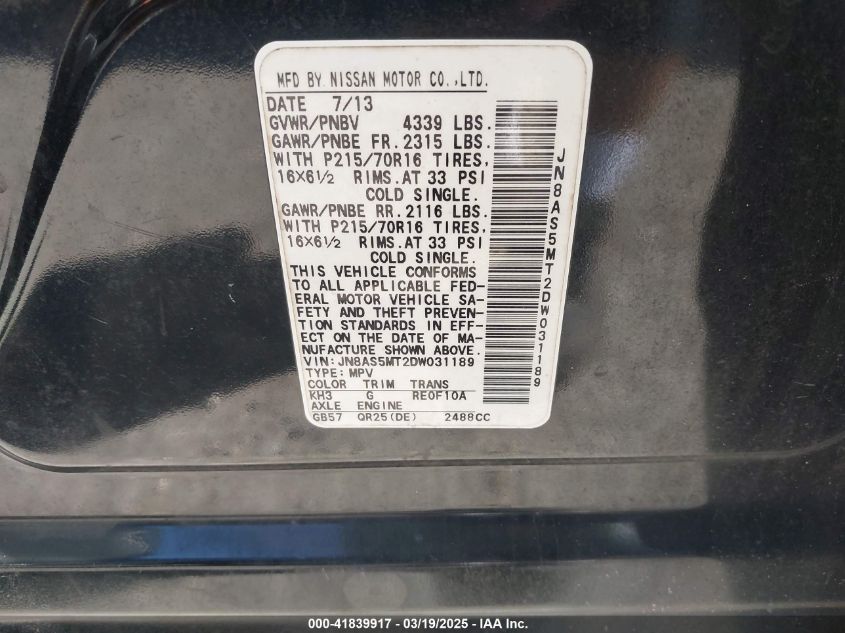 MFD BY NISSAN MOTOR CO.,LTD.
DATE 7/13
GVWR/PNBV 4339 LBS.
GAWR/PNBE FR.2315 LBS.
WITH P215/70R16 TIRES,
16X6½ RIMS.AT 33 PSI
COLD SINGLE.
GAWR/PNBE RR.2116 LBS.
WITH P215/70R16 TIRES,
16X6½ RIMS.AT 33 PSI
COLD SINGLE.
THIS VEHICLE CONFORMS
TO ALL APPLICABLE FED-
ERAL MOTOR VEHICLE SA-
FETY AND THEFT PREVEN-
TION STANDARDS IN EFF-
ECT ON THE DATE OF MA-
NUFACTURE SHOWN ABOVE.
VIN:JN8AS5MT2DW031189
TYPE:MPV
COLOR TRIM TRANS
KH3 G RE0F10A
AXLE ENGINE
GB57 QR25(DE) 2488CC
JN8AS5MT2DW031189
000-41839917 - 03/19/2025 - IAA Inc.